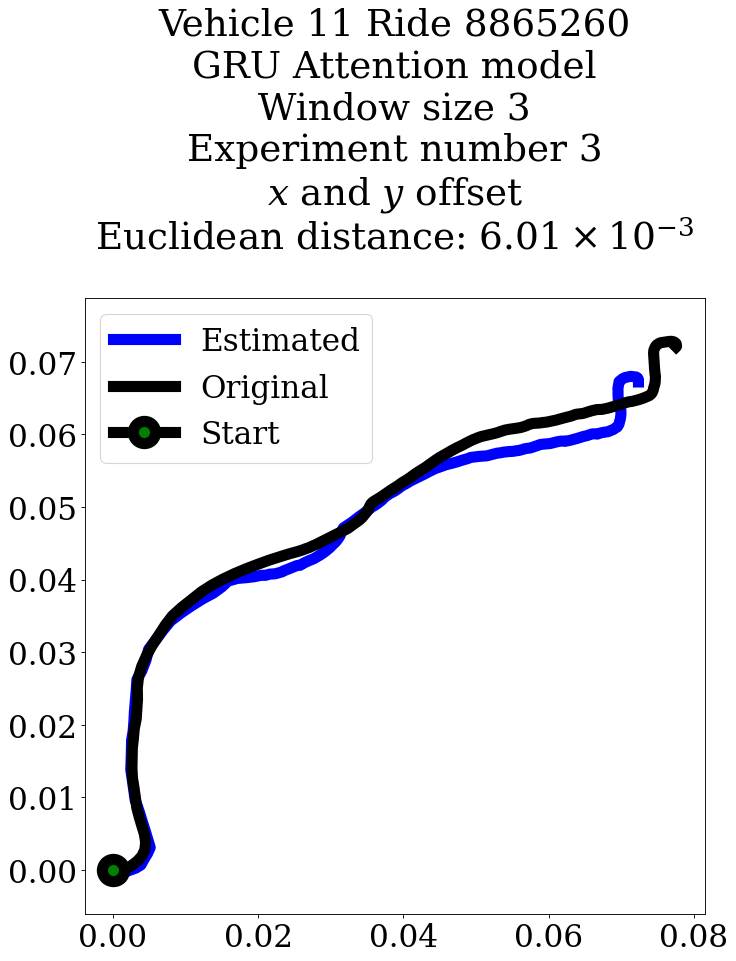 Vehicle 11 Ride 8865260
GRU Attention model
Window size 3
Experiment number 3
x and y offset
Euclidean distance: 6.01 × 10⁻³
Estimated
Original
Start
0.07
0.06
0.05
0.04
0.03
0.02
0.01
0.00
0.00 0.02 0.04 0.06 0.08